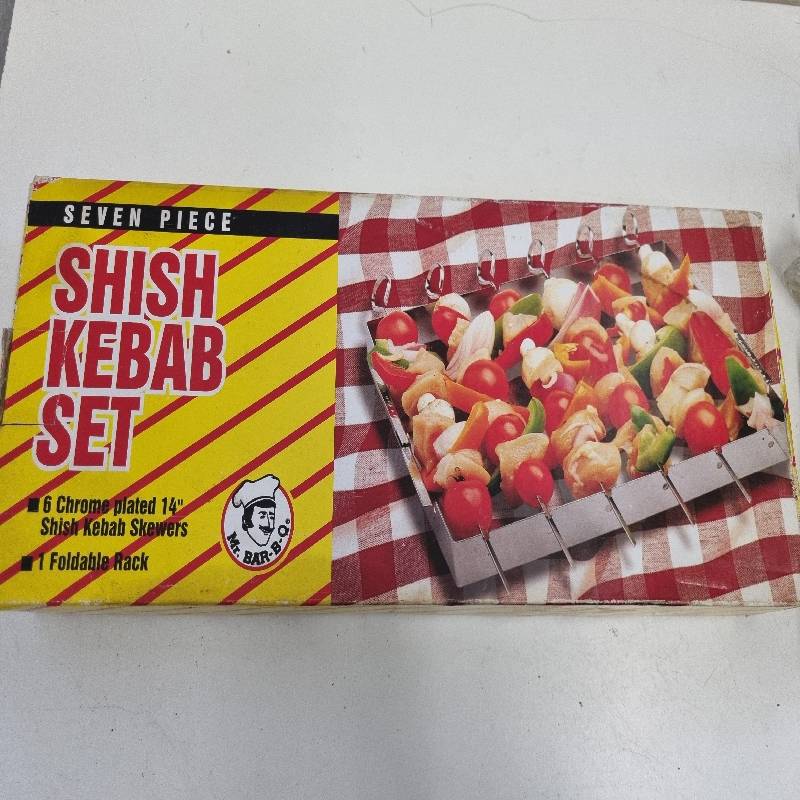 SEVEN PIECE
SHISH
KEBAB
SET
■ 6 Chrome plated 14"
Shish Kebab Skewers
■ 1 Foldable Rack
Mr. BAR-B-Q®